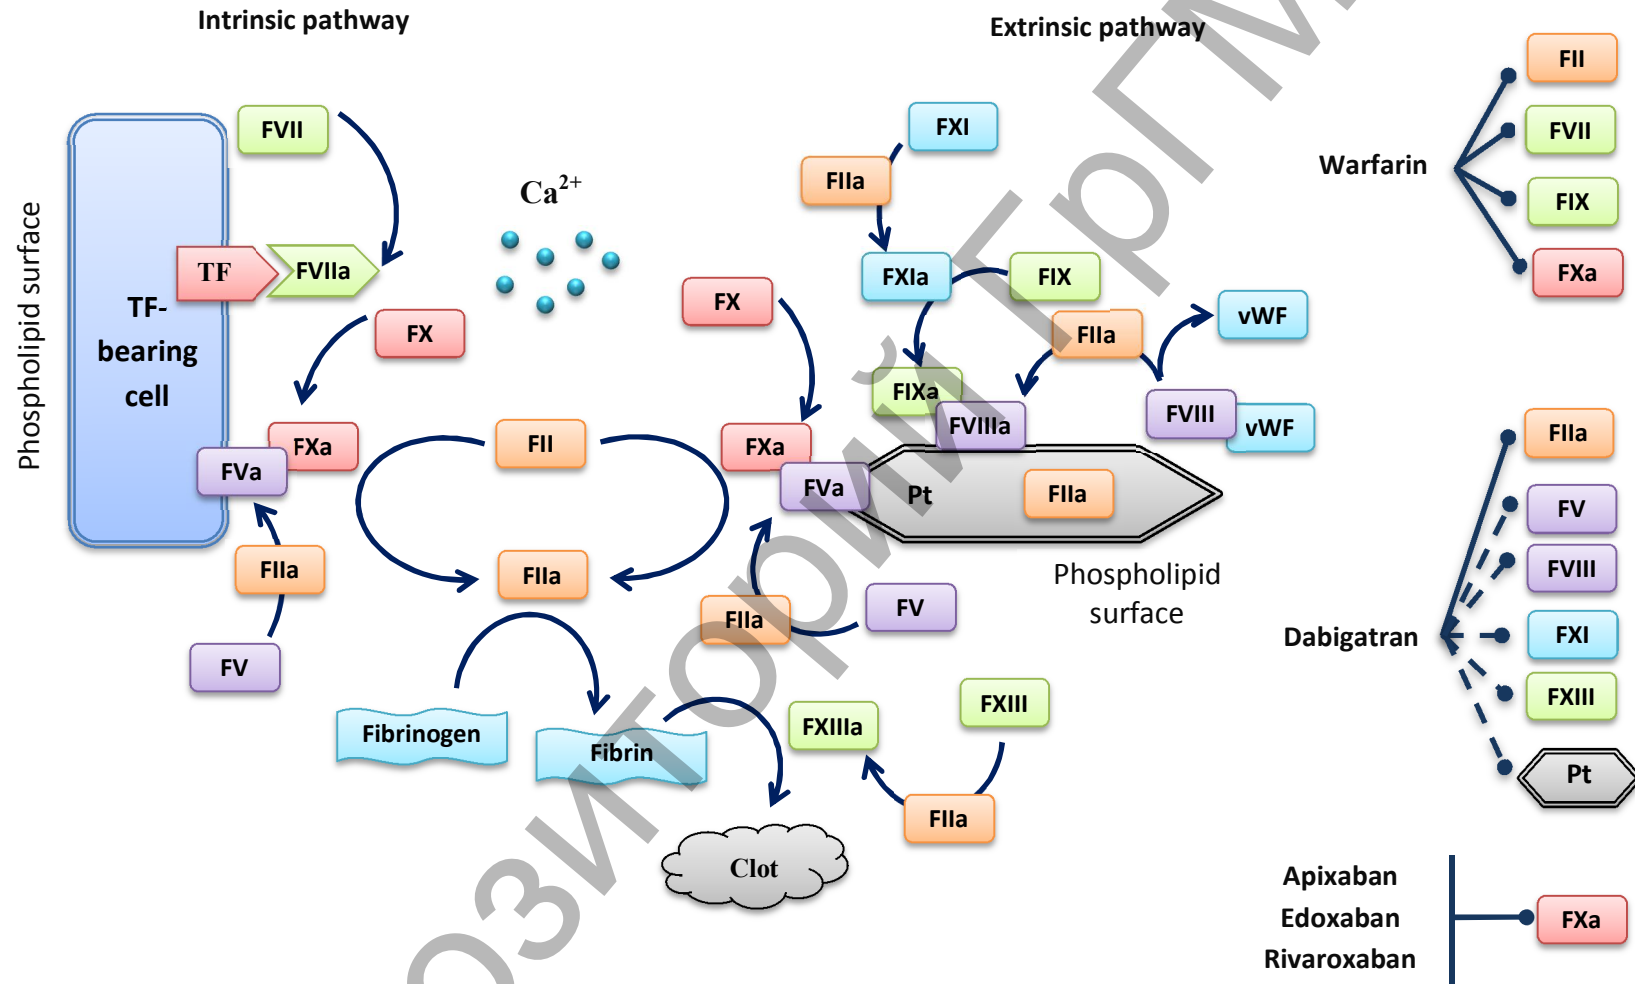 Intrinsic pathway
Extrinsic pathway
Phospholipid surface
FVII
TF
FVIIa
TF-
bearing
cell
FX
FXa
FVa
FIIa
FV
Ca2+
FII
FIIa
Fibrinogen
Fibrin
Clot
FXI
FIIa
FXIa
FIX
FX
FIIa
vWF
FIXa
FVIIIa
FVIII
vWF
FXa
FVa
Pt
FIIa
Phospholipid
surface
FIIa
FV
FXIIIa
FXIII
FIIa
Warfarin
FII
FVII
FIX
FXa
Dabigatran
FIIa
FV
FVIII
FXI
FXIII
Pt
Apixaban
Edoxaban
Rivaroxaban
FXa
озиторий ГрГМ